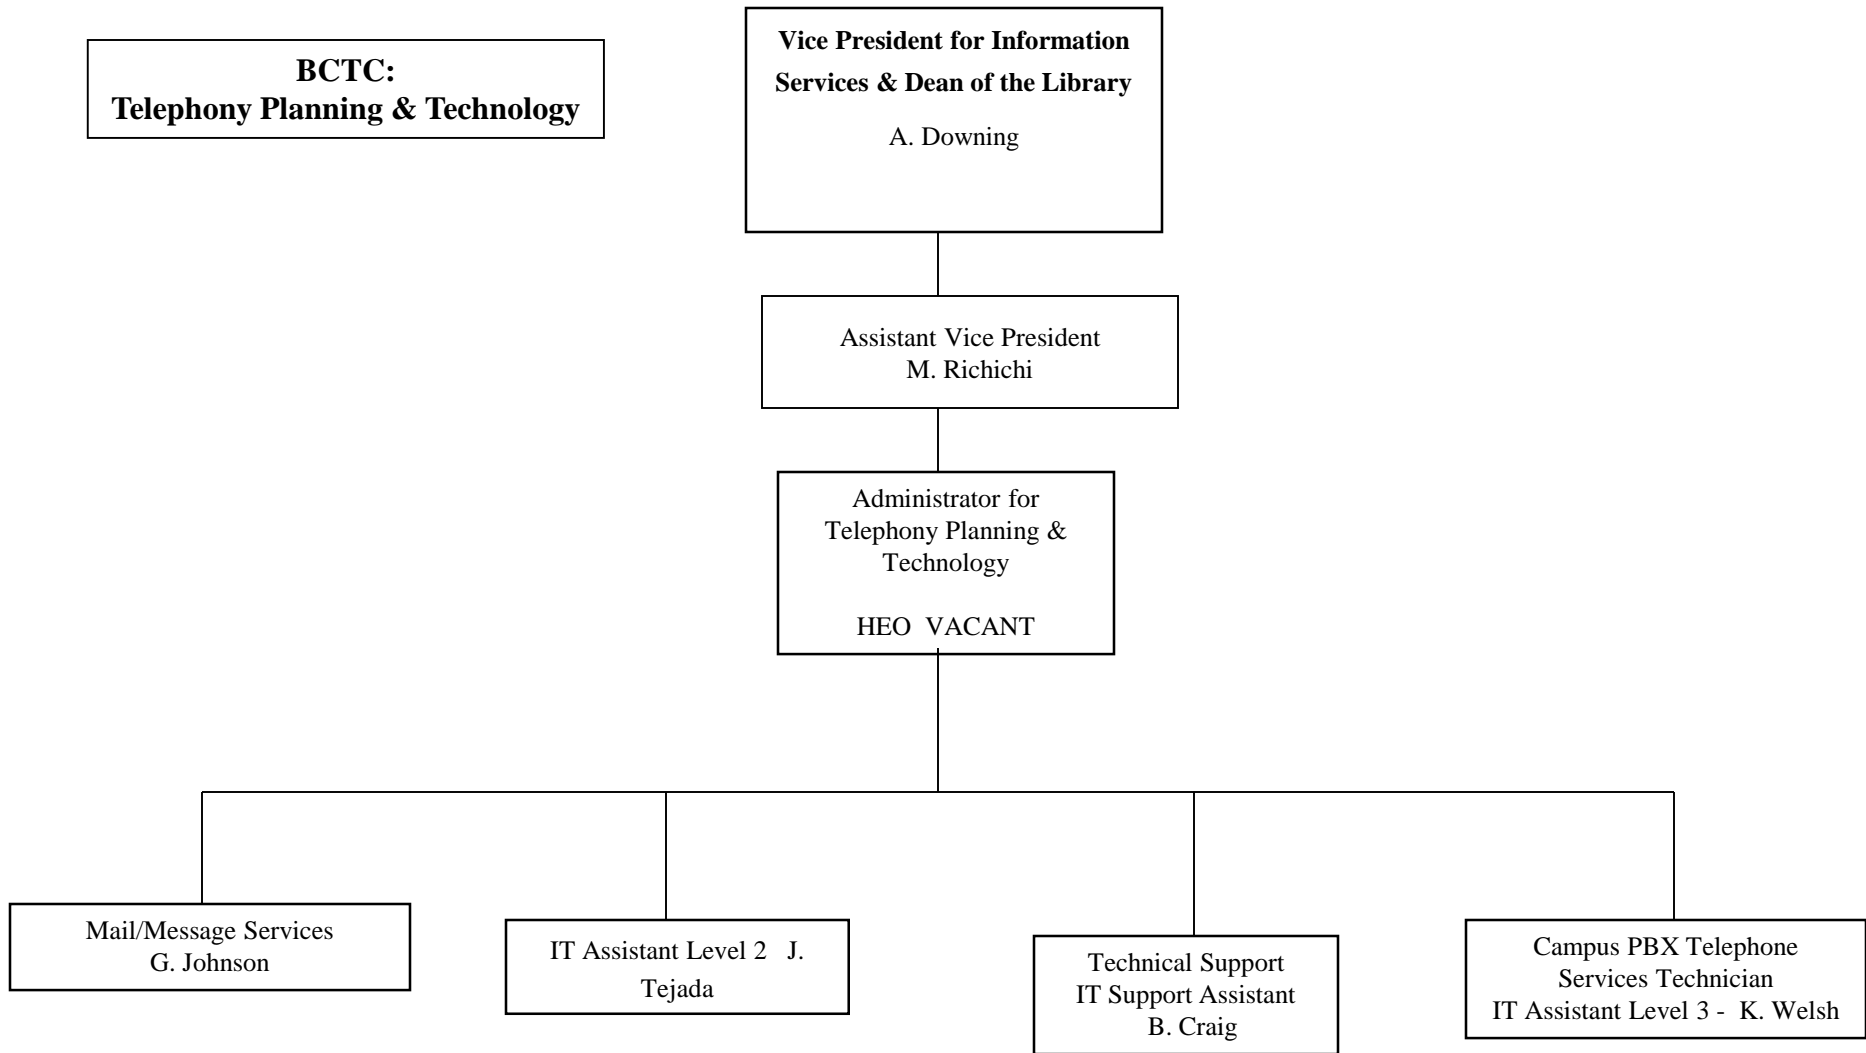 BCTC:
Telephony Planning & Technology
Vice President for Information
Services & Dean of the Library
A. Downing
Assistant Vice President
M. Richichi
Administrator for
Telephony Planning &
Technology
HEO  VACANT
Mail/Message Services
G. Johnson
IT Assistant Level 2   J.
Tejada
Technical Support
IT Support Assistant
B. Craig
Campus PBX Telephone
Services Technician
IT Assistant Level 3 -  K. Welsh